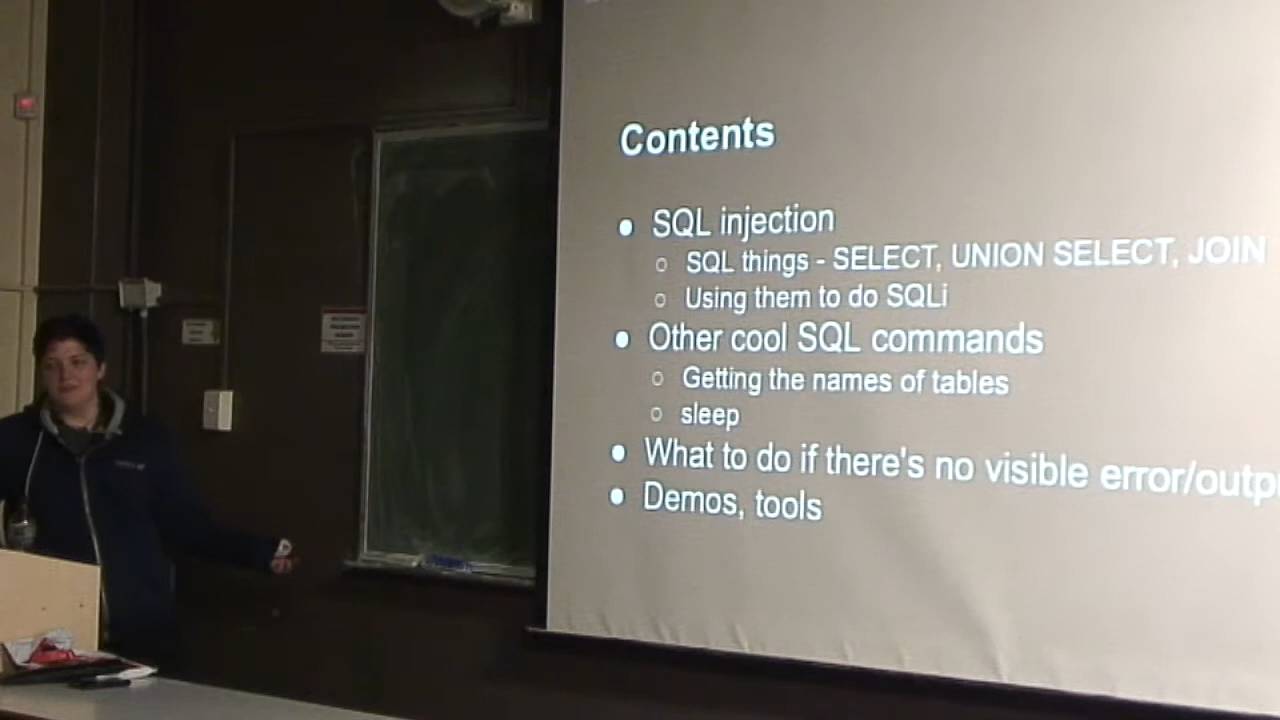 Contents
● SQL injection
○ SQL things - SELECT, UNION SELECT, JOIN
○ Using them to do SQLi
● Other cool SQL commands
○ Getting the names of tables
○ sleep
● What to do if there's no visible error/outp
● Demos, tools